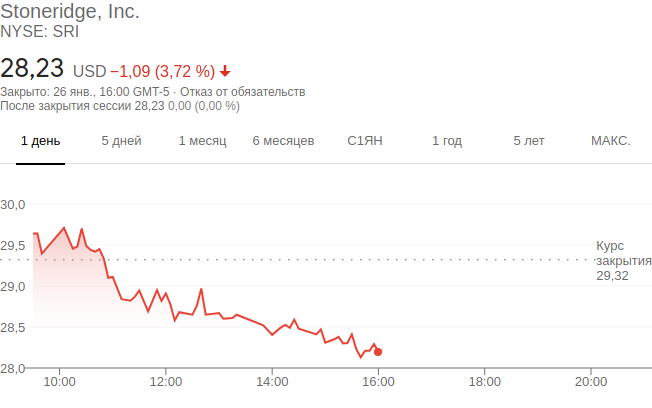 Stoneridge, Inc.
NYSE: SRI
28,23 USD −1,09 (3,72 %)
Закрыто: 26 янв., 16:00 GMT-5 · Отказ от обязательств
После закрытия сессии 28,23 0,00 (0,00 %)
1 день 5 дней 1 месяц 6 месяцев С1ЯН 1 год 5 лет МАКС.
30,0
29,5
Курс
закрытия
29,32
29,0
28,5
28,0
10:00 12:00 14:00 16:00 18:00 20:00